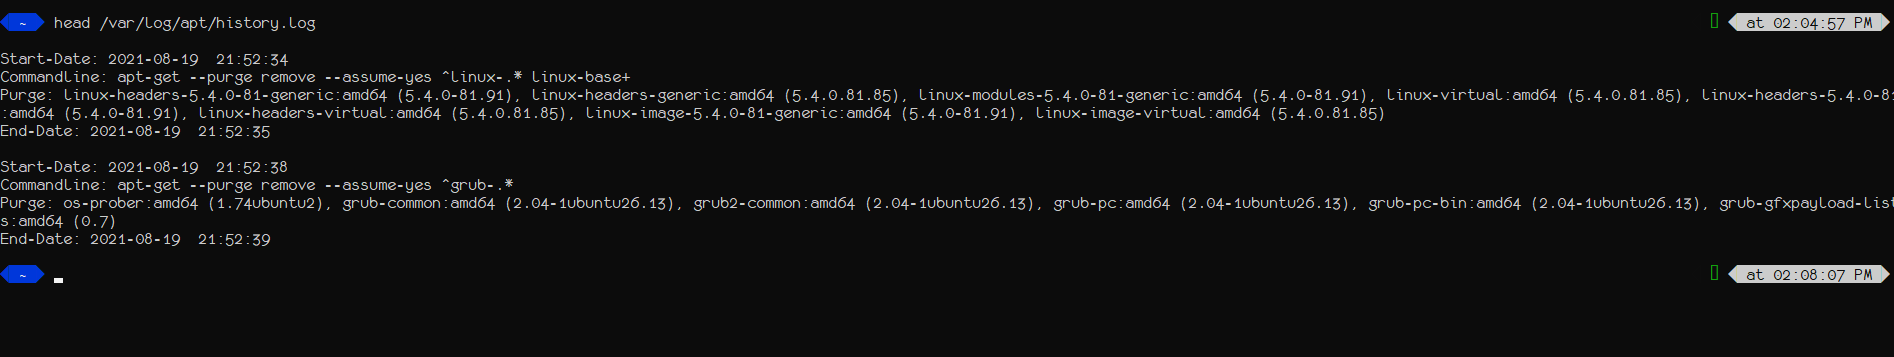 ~ head /var/log/apt/history.log at 02:04:57 PM
Start-Date: 2021-08-19  21:52:34
Commandline: apt-get --purge remove --assume-yes ^linux-.* linux-base+
Purge: linux-headers-5.4.0-81-generic:amd64 (5.4.0-81.91), linux-headers-generic:amd64 (5.4.0.81.85), linux-modules-5.4.0-81-generic:amd64 (5.4.0-81.91), linux-virtual:amd64 (5.4.0.81.85), linux-headers-5.4.0-81
:amd64 (5.4.0-81.91), linux-headers-virtual:amd64 (5.4.0.81.85), linux-image-5.4.0-81-generic:amd64 (5.4.0-81.91), linux-image-virtual:amd64 (5.4.0.81.85)
End-Date: 2021-08-19  21:52:35
Start-Date: 2021-08-19  21:52:38
Commandline: apt-get --purge remove --assume-yes ^grub-.*
Purge: os-prober:amd64 (1.74ubuntu2), grub-common:amd64 (2.04-1ubuntu26.13), grub2-common:amd64 (2.04-1ubuntu26.13), grub-pc:amd64 (2.04-1ubuntu26.13), grub-pc-bin:amd64 (2.04-1ubuntu26.13), grub-gfxpayload-list
s:amd64 (0.7)
End-Date: 2021-08-19  21:52:39
~ at 02:08:07 PM